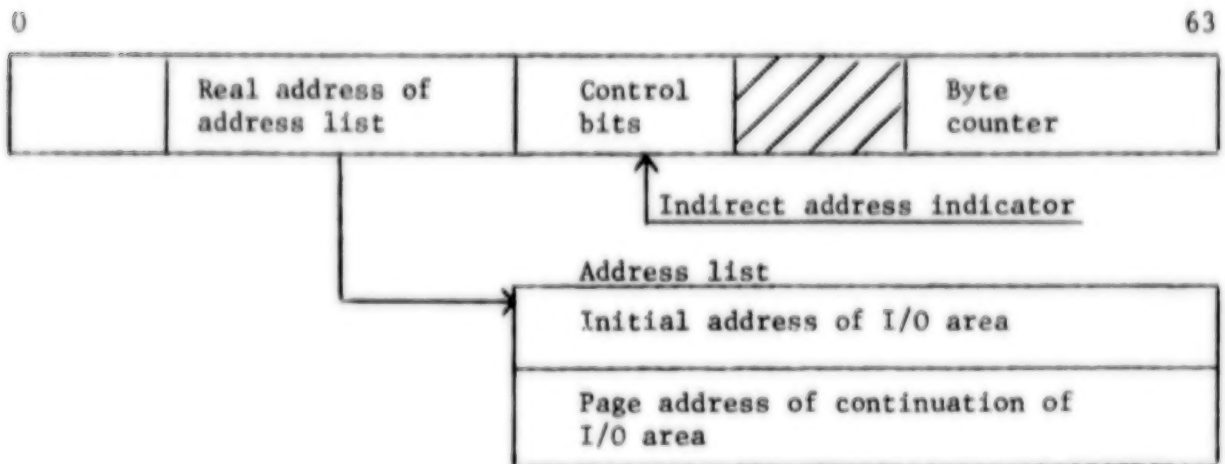 0 63
Real address of
address list
Control
bits
Byte
counter
Indirect address indicator
Address list
Initial address of I/O area
Page address of continuation of
I/O area